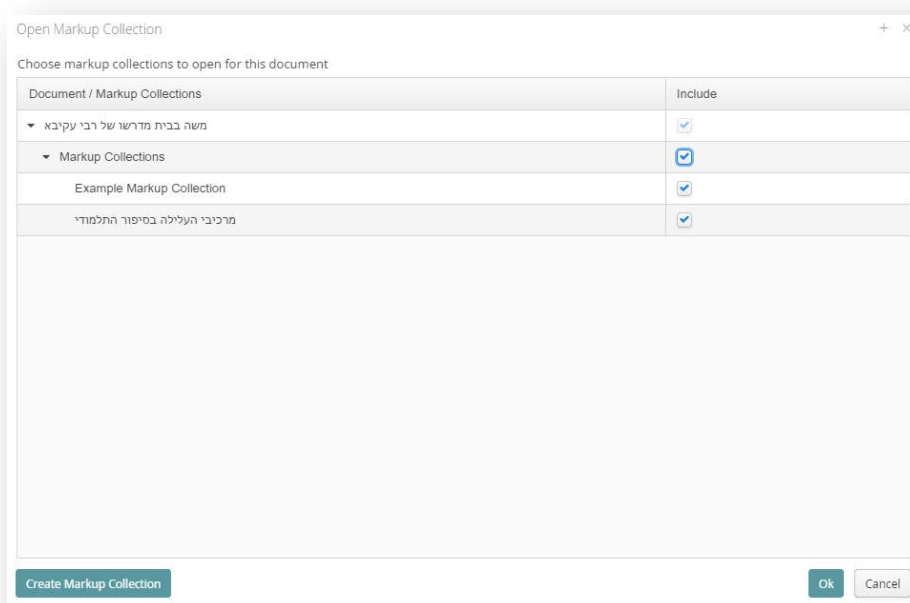 Open Markup Collection
Choose markup collections to open for this document
Document / Markup Collections Include
משה בבית מדרשו של רבי עקיבא
Markup Collections
Example Markup Collection
מרכיבי העלילה בסיפור התלמודי
Create Markup Collection Ok Cancel